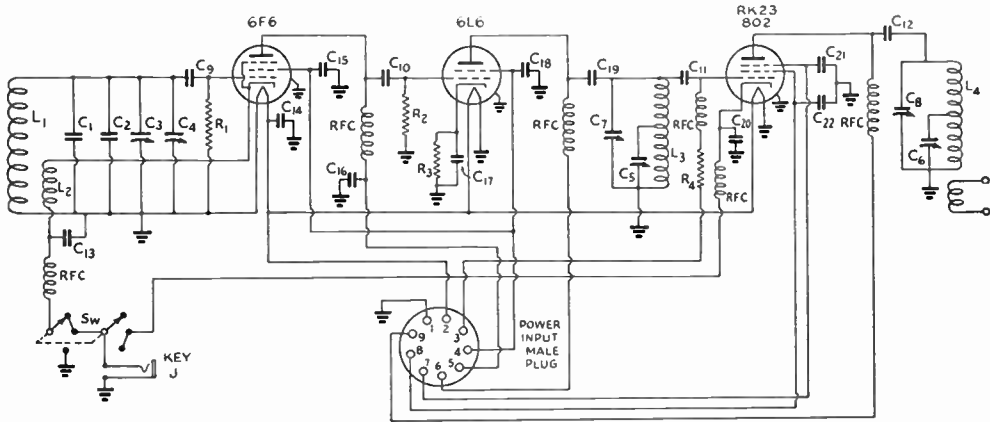 6F6
6L6
RK23
802
C12
C9
C15
C10
C18
C19
C11
C21
C22
L1
C1
C2
C3
C4
R1
C14
RFC
R2
R3
C17
RFC
C7
C5
L3
RFC
R4
C20
RFC
RFC
C8
C6
L4
L2
C16
C13
RFC
SW
KEY
J
1
2
3
4
5
6
7
8
9
POWER
INPUT
MALE
PLUG